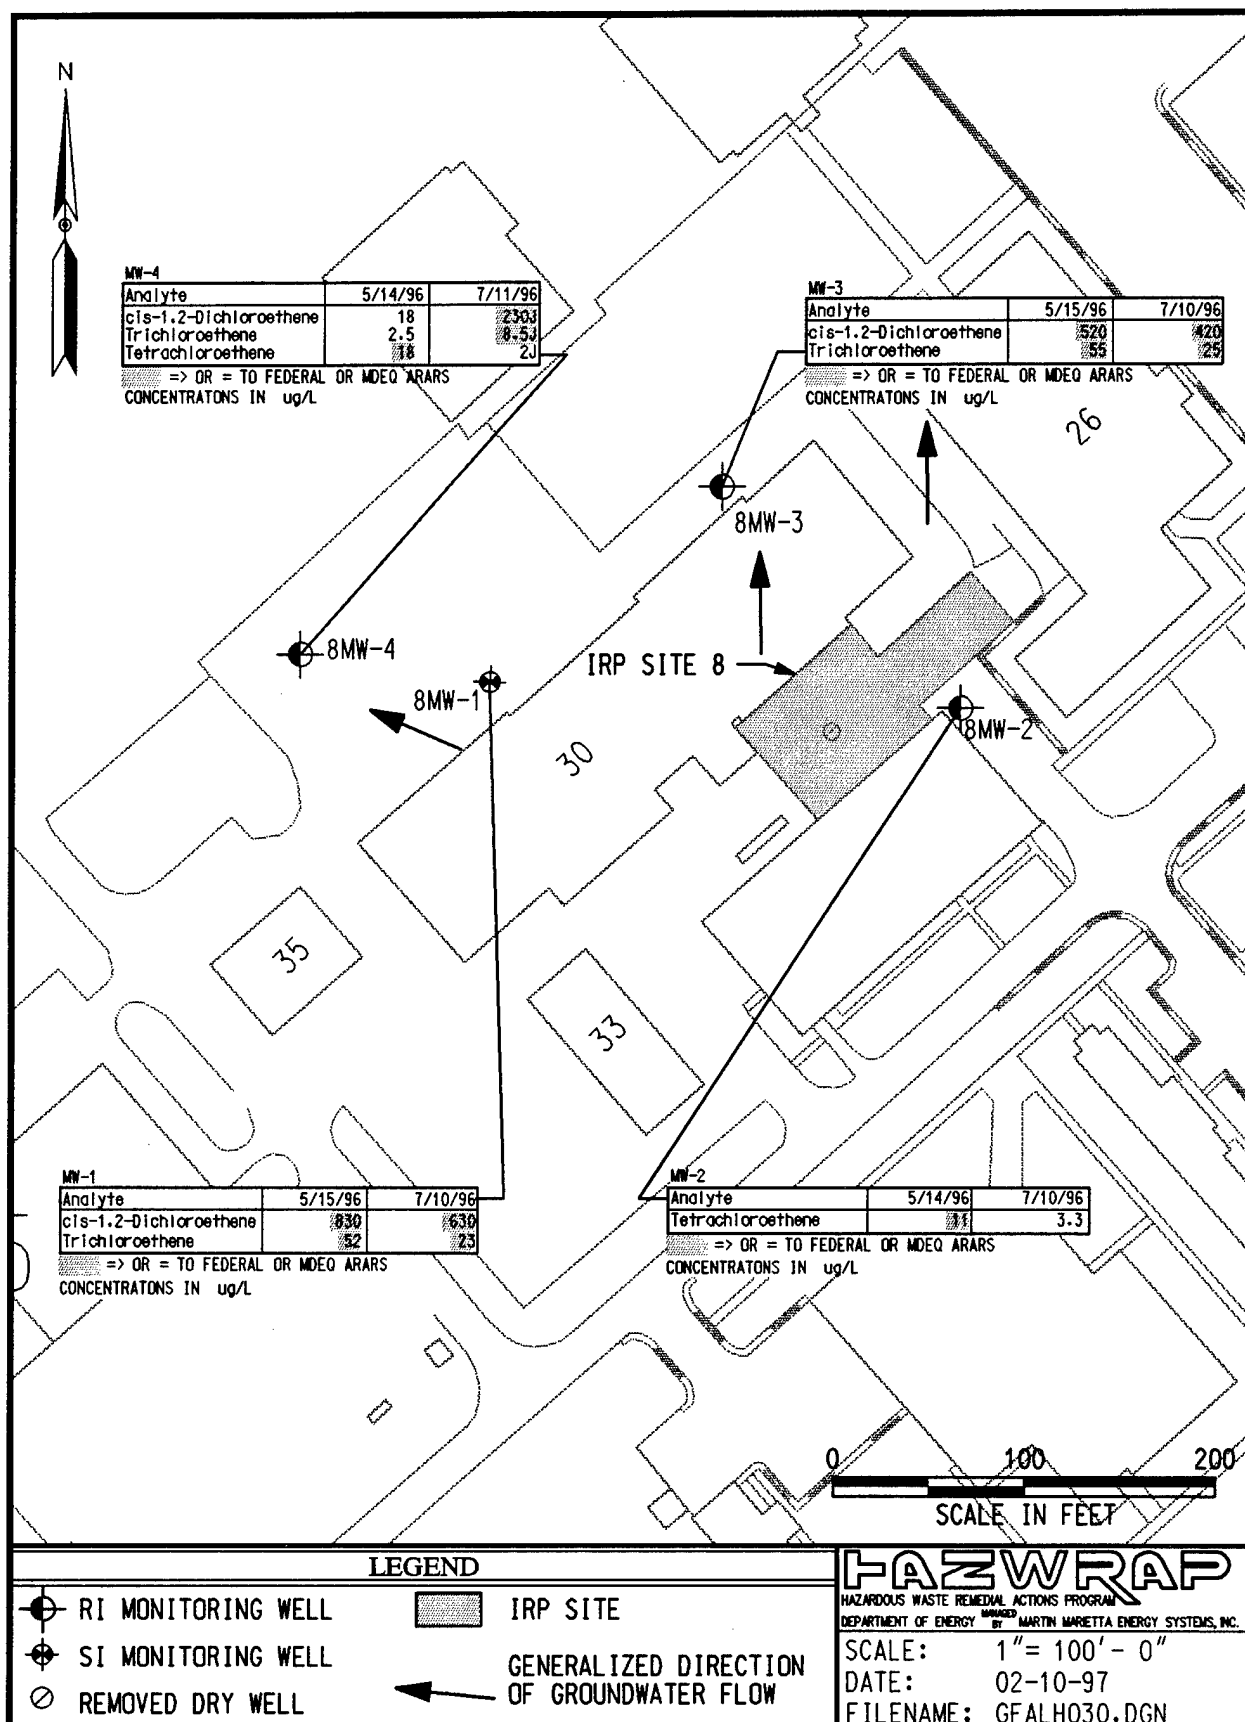 N
MW-4
Analyte 5/14/96 7/11/96
cis-1.2-Dichloroethene 18 230J
Trichloroethene 2.5 8.5J
Tetrachloroethene 18 2J
=> OR = TO FEDERAL OR MDEQ ARARS
CONCENTRATONS IN ug/L
MW-3
Analyte 5/15/96 7/10/96
cis-1.2-Dichloroethene 520 420
Trichloroethene 55 25
=> OR = TO FEDERAL OR MDEQ ARARS
CONCENTRATONS IN ug/L
26
8MW-3
8MW-4
IRP SITE 8
8MW-1
8MW-2
30
35
33
MW-1
Analyte 5/15/96 7/10/96
cis-1.2-Dichloroethene 830 630
Trichloroethene 52 23
=> OR = TO FEDERAL OR MDEQ ARARS
CONCENTRATONS IN ug/L
MW-2
Analyte 5/14/96 7/10/96
Tetrachloroethene 11 3.3
=> OR = TO FEDERAL OR MDEQ ARARS
CONCENTRATONS IN ug/L
0 100 200
SCALE IN FEET
LEGEND
RI MONITORING WELL
SI MONITORING WELL
REMOVED DRY WELL
IRP SITE
GENERALIZED DIRECTION
OF GROUNDWATER FLOW
HAZWRAP
HAZARDOUS WASTE REMEDIAL ACTIONS PROGRAM
DEPARTMENT OF ENERGY MANAGED BY MARTIN MARETTA ENERGY SYSTEMS, INC.
SCALE: 1"= 100'- 0"
DATE: 02-10-97
FILENAME: GFALH030.DGN